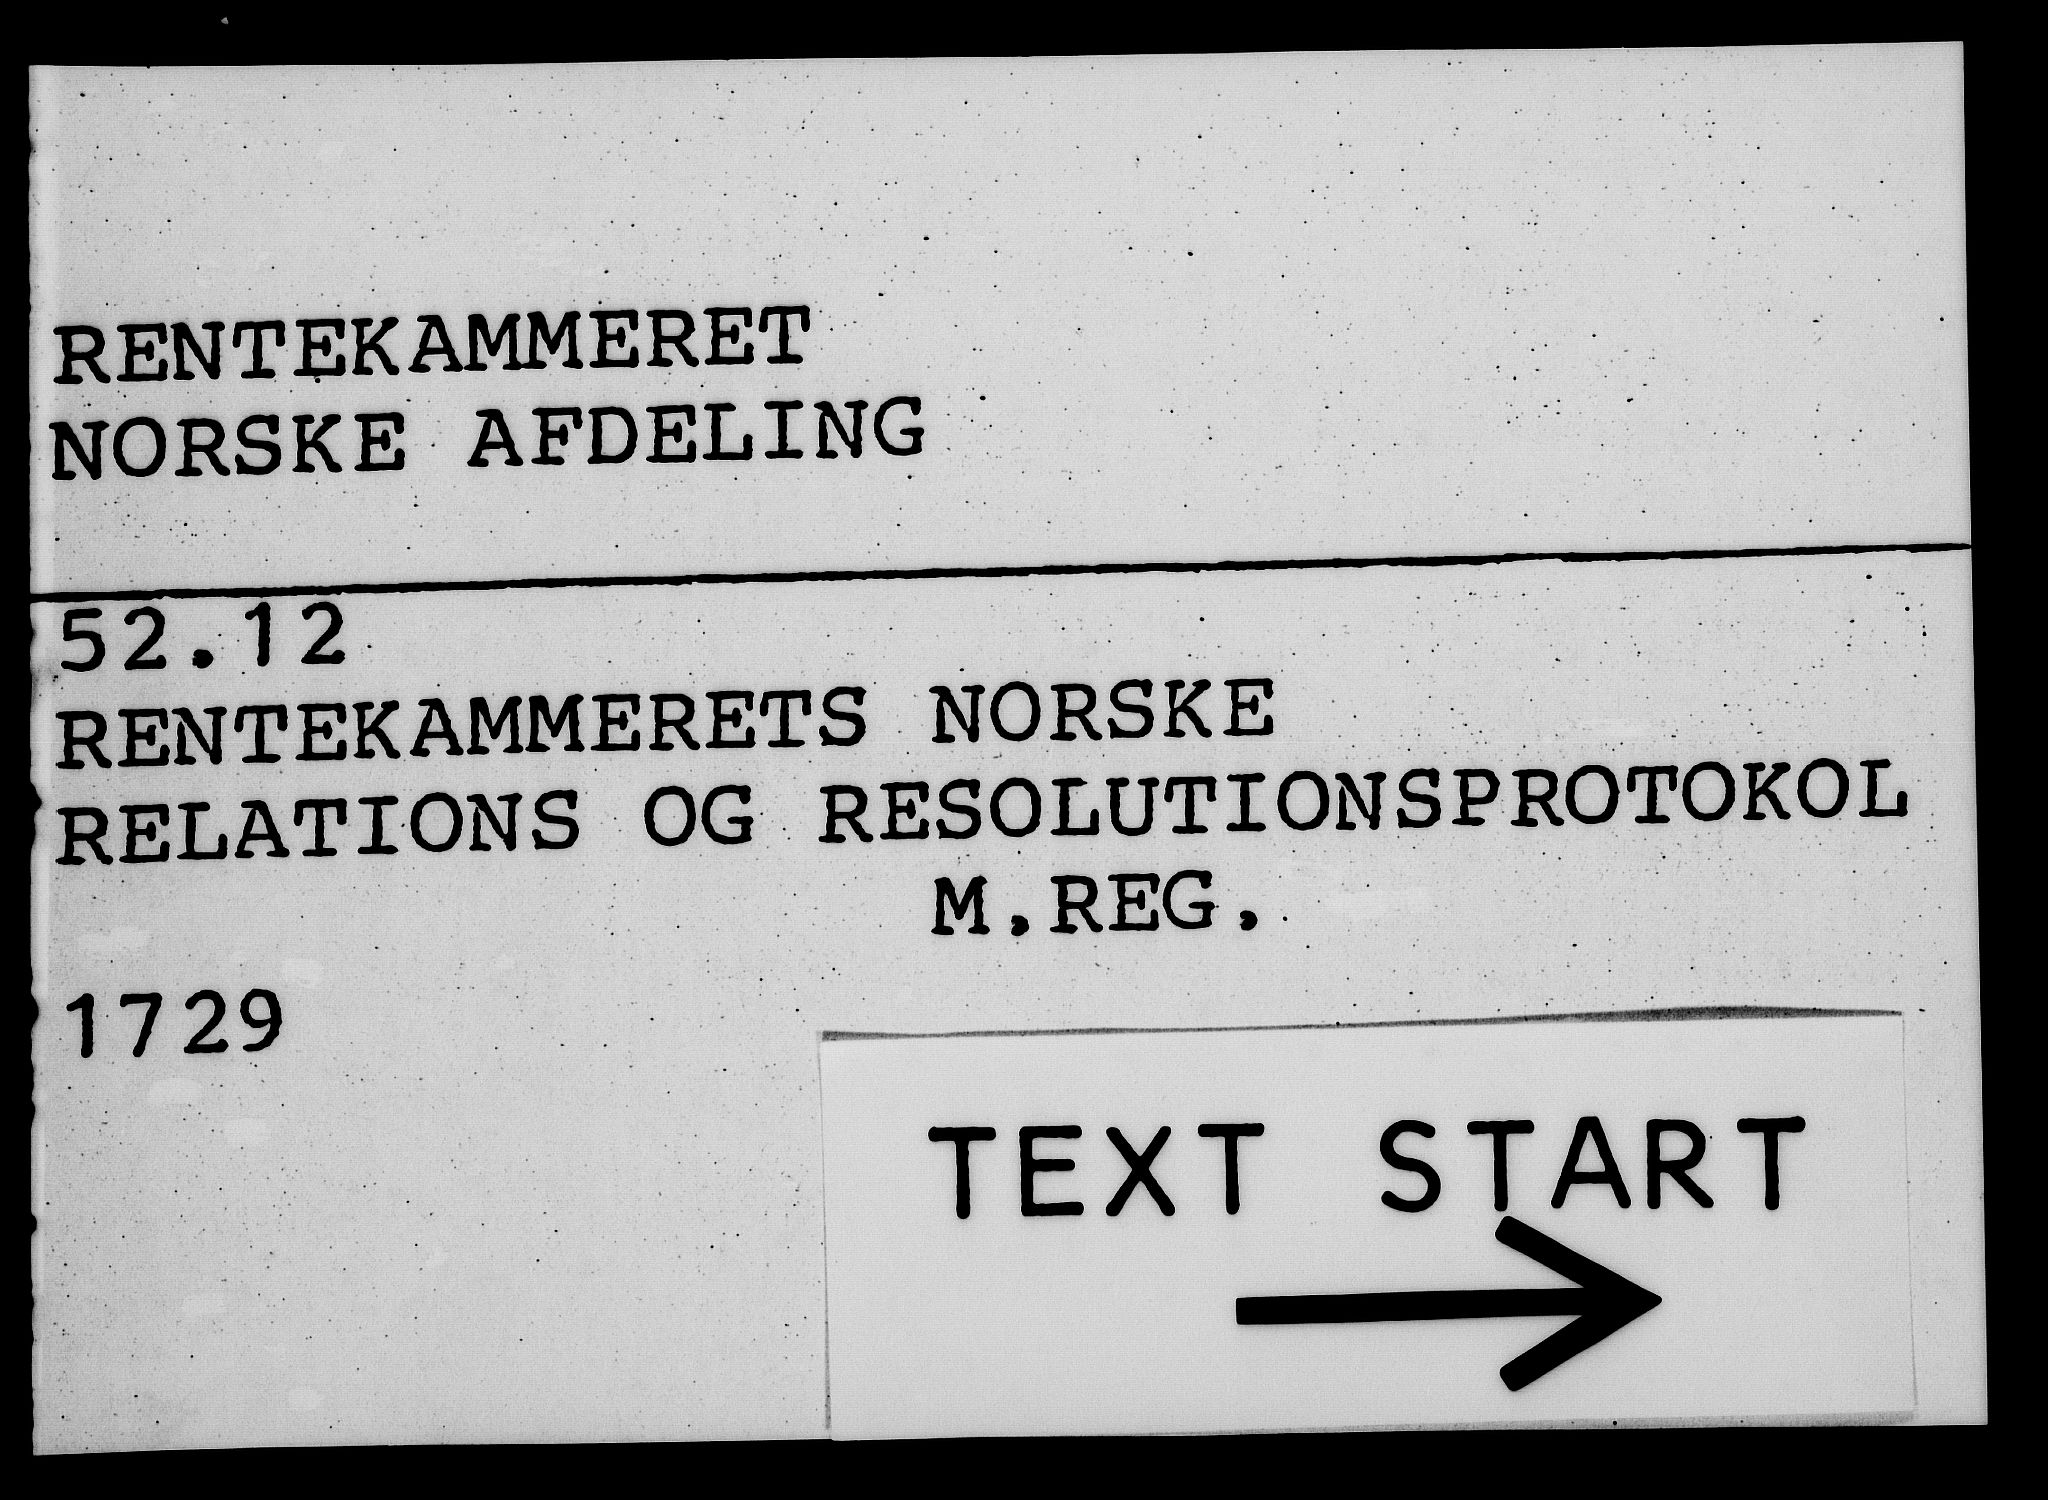 RENTEKAMMERET
NORSKE AFDELING
52.12
RENTEKAMMERETS NORSKE
RELATIONS OG RESOLUTIONSPROTOKOL
M.REG.
1729
TEXT START